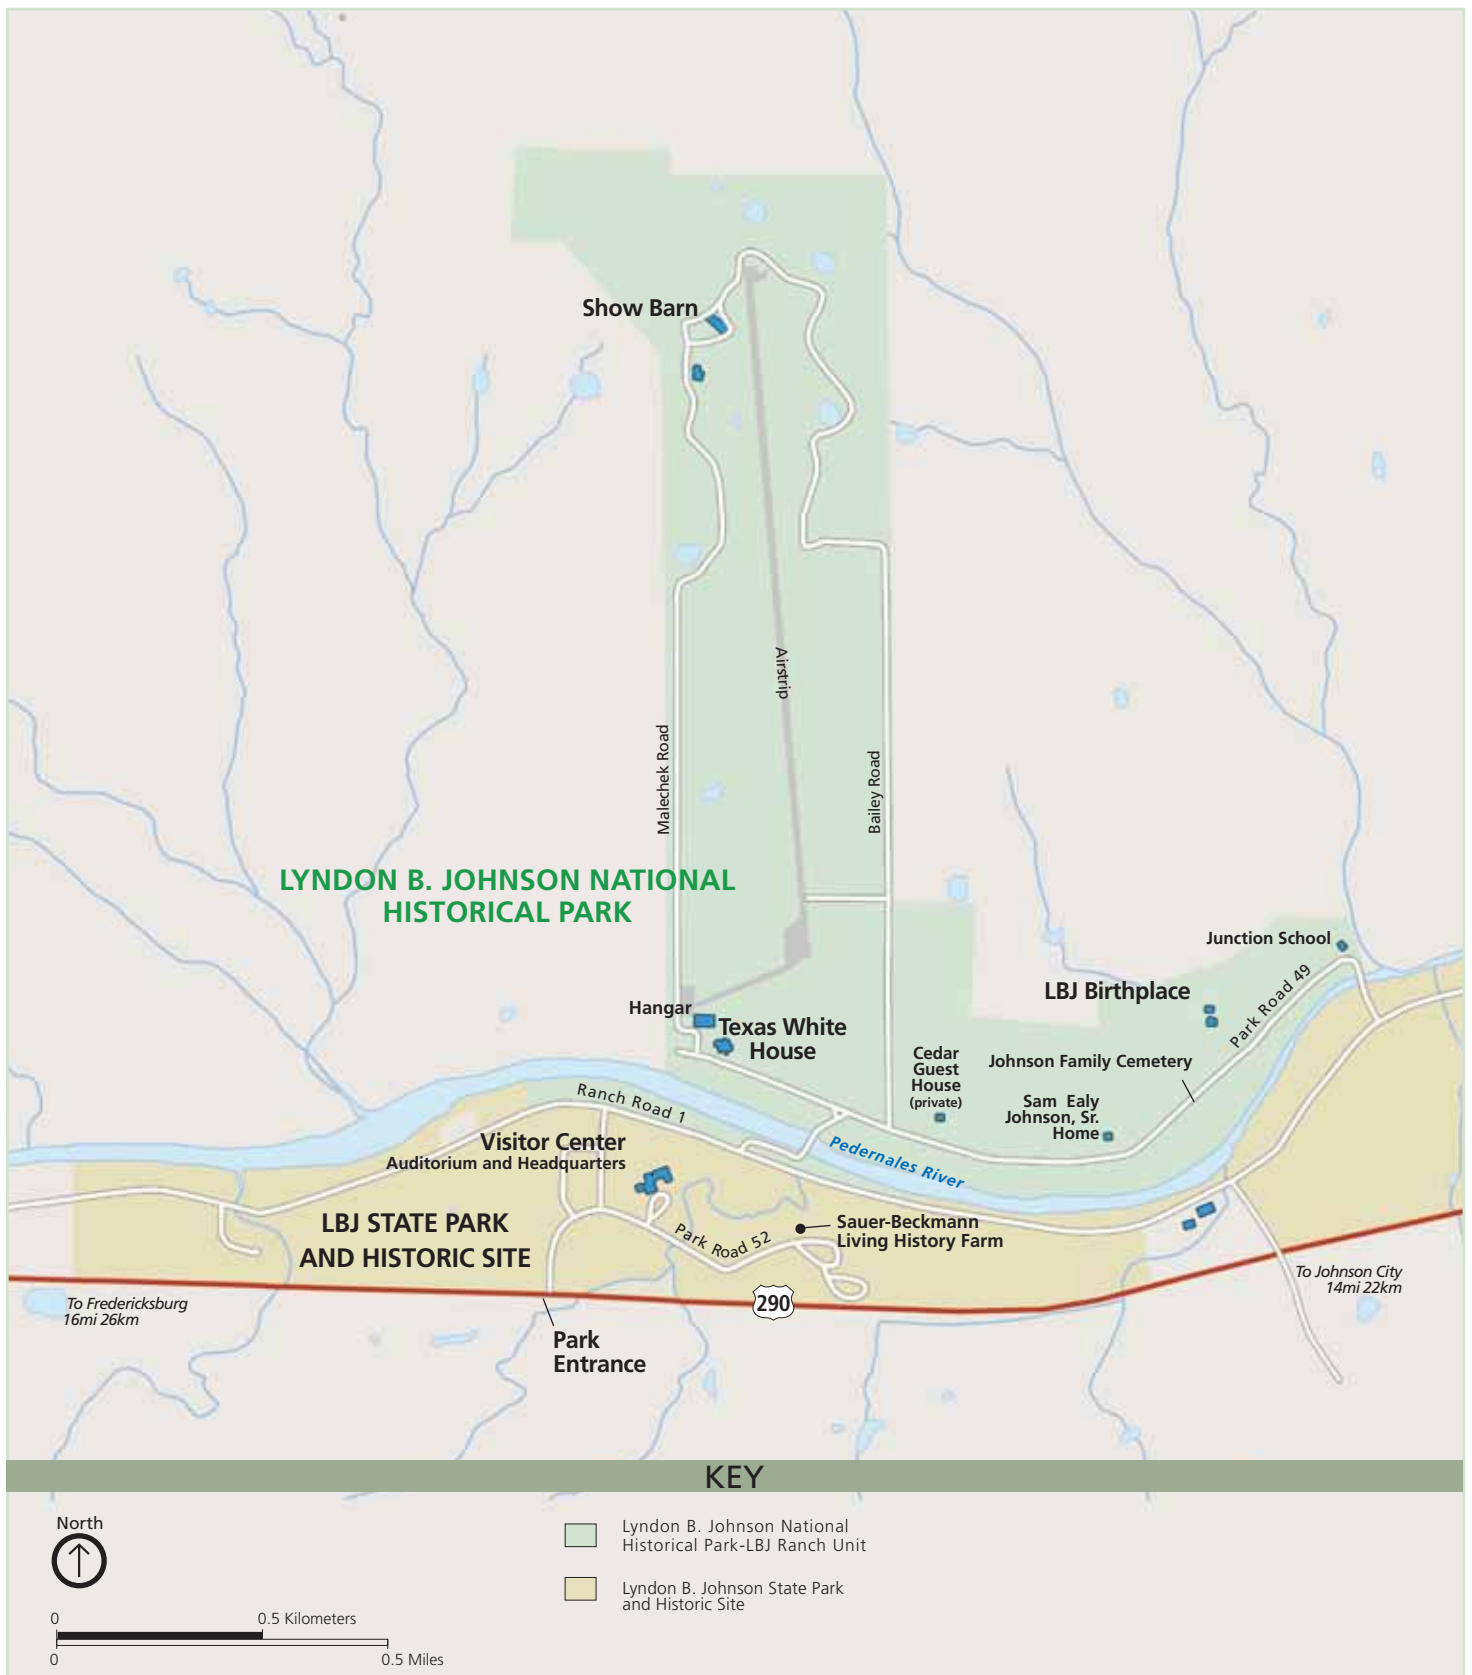 Show Barn
Airstrip
Malechek Road
Bailey Road
LYNDON B. JOHNSON NATIONAL
HISTORICAL PARK
Junction School
LBJ Birthplace
Park Road 49
Hangar
Texas White
House
Cedar
Guest
House
(private)
Johnson Family Cemetery
Sam Ealy
Johnson, Sr.
Home
Ranch Road 1
Visitor Center
Auditorium and Headquarters
Pedernales River
LBJ STATE PARK
AND HISTORIC SITE
Park Road 52
Sauer-Beckmann
Living History Farm
To Johnson City
14mi 22km
To Fredericksburg
16mi 26km
290
Park
Entrance
KEY
North
Lyndon B. Johnson National
Historical Park-LBJ Ranch Unit
Lyndon B. Johnson State Park
and Historic Site
0 0.5 Kilometers
0 0.5 Miles